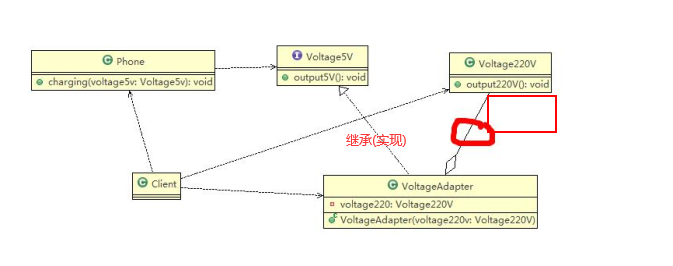 C Phone
charging(voltage5v: Voltage5v): void
I Voltage5V
output5V(): void
C Voltage220V
output220V(): void
继承(实现)
C Client
C VoltageAdapter
voltage220: Voltage220V
C VoltageAdapter(voltage220v: Voltage220V)